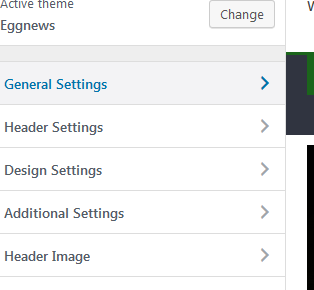 Active theme
Eggnews
Change
General Settings
Header Settings
Design Settings
Additional Settings
Header Image